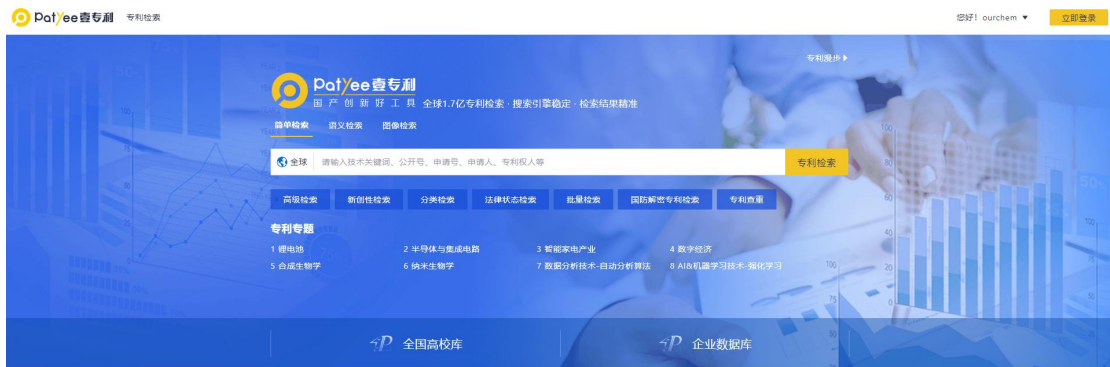 Patyee壹专利 专利检索 您好！ourchem ▼ 立即登录
专利漫步
Patyee壹专利
国产创新好工具 全球1.7亿专利检索·搜索引擎稳定·检索结果精准
简单检索 语义检索 图像检索
全球 请输入技术关键词、公开号、申请号、申请人、专利权人等 专利检索
高级检索 新创性检索 分类检索 法律状态检索 批量检索 国防解密专利检索 专利查重
专利专题
1 锂电池 2 半导体与集成电路 3 智能家电产业 4 数字经济
5 合成生物学 6 纳米生物学 7 数据分析技术-自动分析算法 8 AI&机器学习技术-强化学习
全国高校库 企业数据库